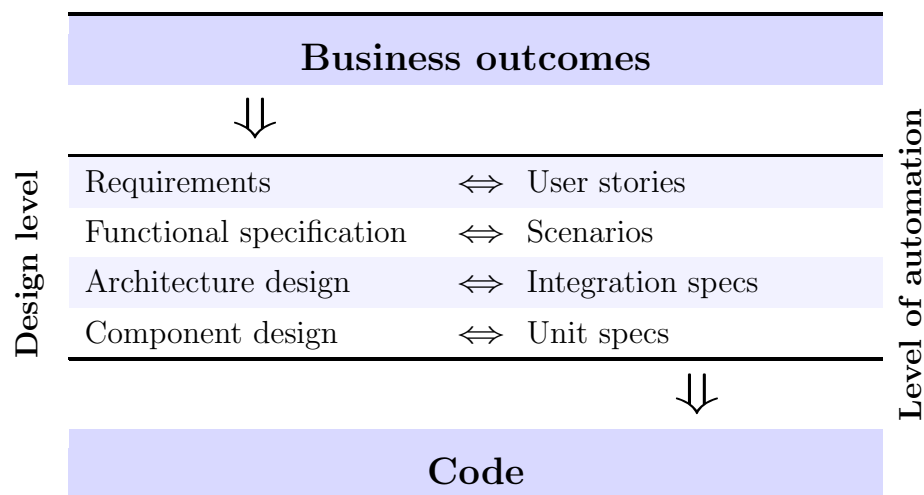 Business outcomes
⇓
Design level
Requirements ⇔ User stories
Functional specification ⇔ Scenarios
Architecture design ⇔ Integration specs
Component design ⇔ Unit specs
Level of automation
⇓
Code